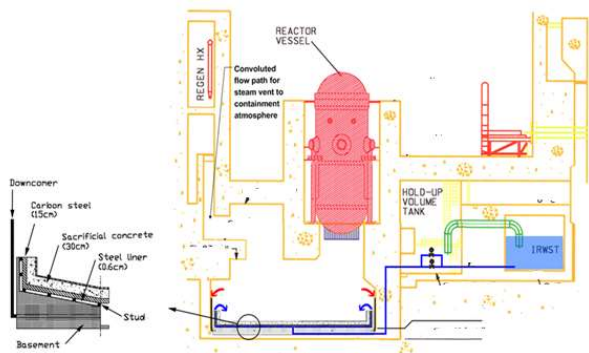 REACTOR
VESSEL
REGEN HX
Convoluted
flow path for
steam vent to
containment
atmosphere
HOLD-UP
VOLUME
TANK
IRWST
Downcomer
Carbon steel
(15cm)
Sacrificial concrete
(30cm)
Steel liner
(0.6cm)
Stud
Basement